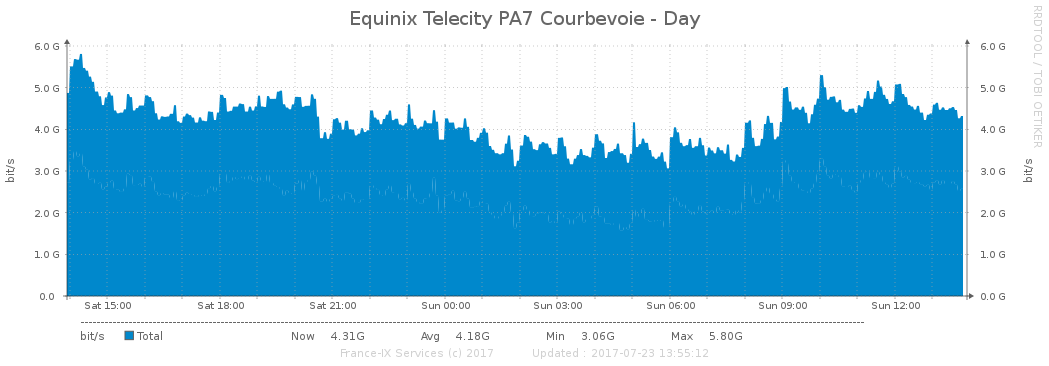 Equinix Telecity PA7 Courbevoie - Day
RRDTOOL / TOBI OETIKER
bit/s
6.0 G 6.0 G
5.0 G 5.0 G
4.0 G 4.0 G
3.0 G 3.0 G
2.0 G 2.0 G
1.0 G 1.0 G
0.0 0.0 G
bit/s
Sat 15:00 Sat 18:00 Sat 21:00 Sun 00:00 Sun 03:00 Sun 06:00 Sun 09:00 Sun 12:00
bit/s Total Now 4.31G Avg 4.18G Min 3.06G Max 5.80G
France-IX Services (c) 2017 Updated : 2017-07-23 13:55:12